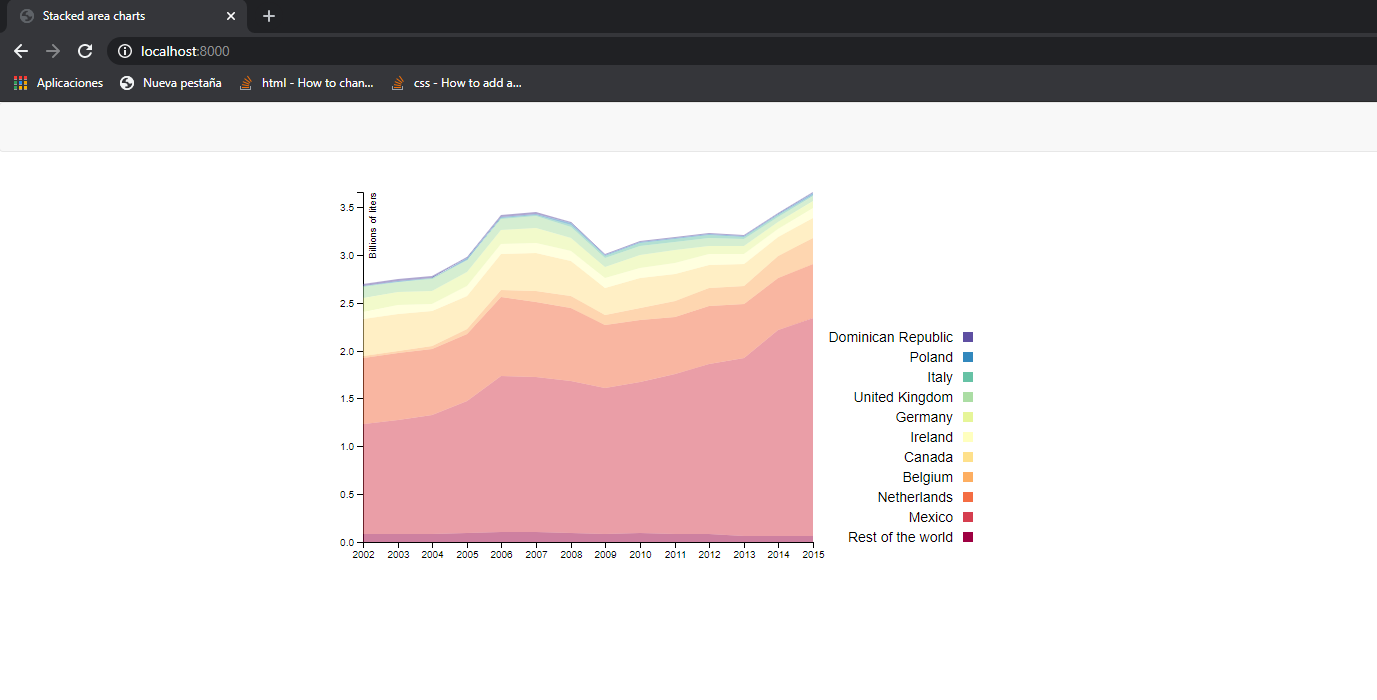 Stacked area charts
localhost:8000
Aplicaciones Nueva pestaña html - How to chan... css - How to add a...
Billions of liters
3.5
3.0
2.5
2.0
1.5
1.0
0.5
0.0
2002 2003 2004 2005 2006 2007 2008 2009 2010 2011 2012 2013 2014 2015
Dominican Republic
Poland
Italy
United Kingdom
Germany
Ireland
Canada
Belgium
Netherlands
Mexico
Rest of the world